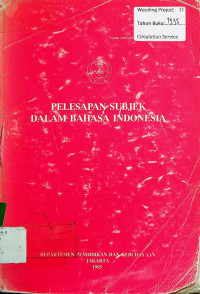 Weeding Project
Tahun Buku: 1995
Circulation Service
PELESAPAN SUBJEK
DALAM BAHASA INDONESIA
DEPARTEMEN PENDIDIKAN DAN KEBUDAYAAN
JAKARTA
1995